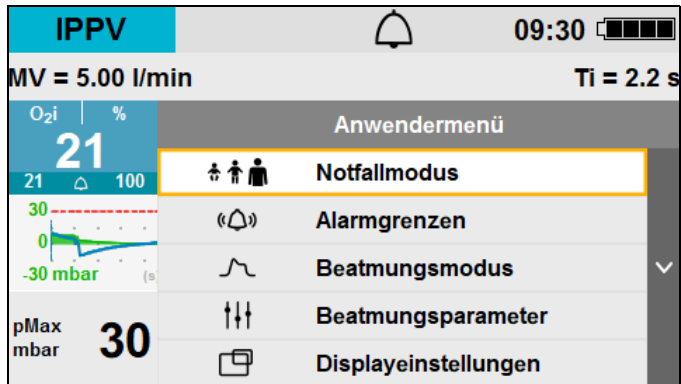 IPPV 09:30
MV = 5.00 l/min Ti = 2.2 s
O₂i %
21
21 100
Anwendermenü
Notfallmodus
Alarmgrenzen
Beatmungsmodus
Beatmungsparameter
Displayeinstellungen
30
0
-30 mbar (s)
pMax
mbar 30